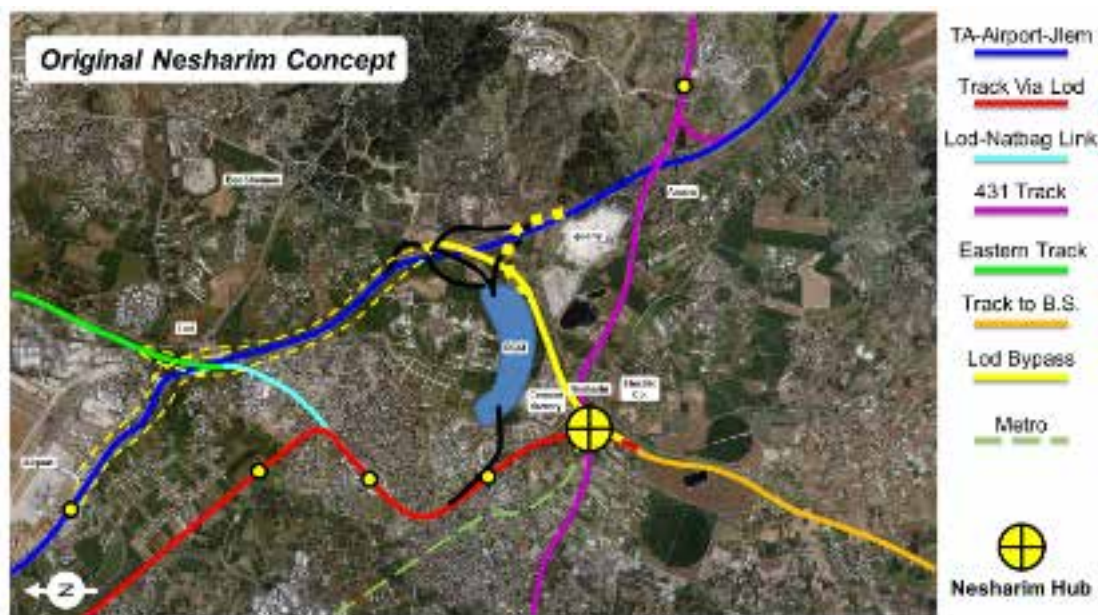 Original Nesharim Concept
TA-Airport-Jlem
Track Via Lod
Lod-Natbag Link
431 Track
Eastern Track
Track to B.S.
Lod Bypass
Metro
Nesharim Hub
Airport
N